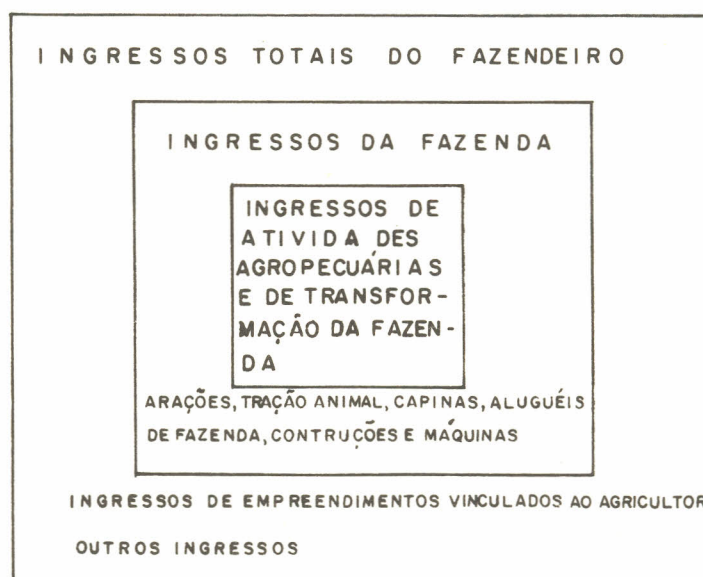 INGRESSOS TOTAIS DO FAZENDEIRO
INGRESSOS DA FAZENDA
INGRESSOS DE
ATIVIDADES
AGROPECUÁRIAS
E DE TRANSFOR-
MAÇÃO DA FAZEN-
DA
ARAÇÕES, TRAÇÃO ANIMAL, CAPINAS, ALUGUÉIS
DE FAZENDA, CONTRUÇÕES E MÁQUINAS
INGRESSOS DE EMPREENDIMENTOS VINCULADOS AO AGRICULTOR
OUTROS INGRESSOS